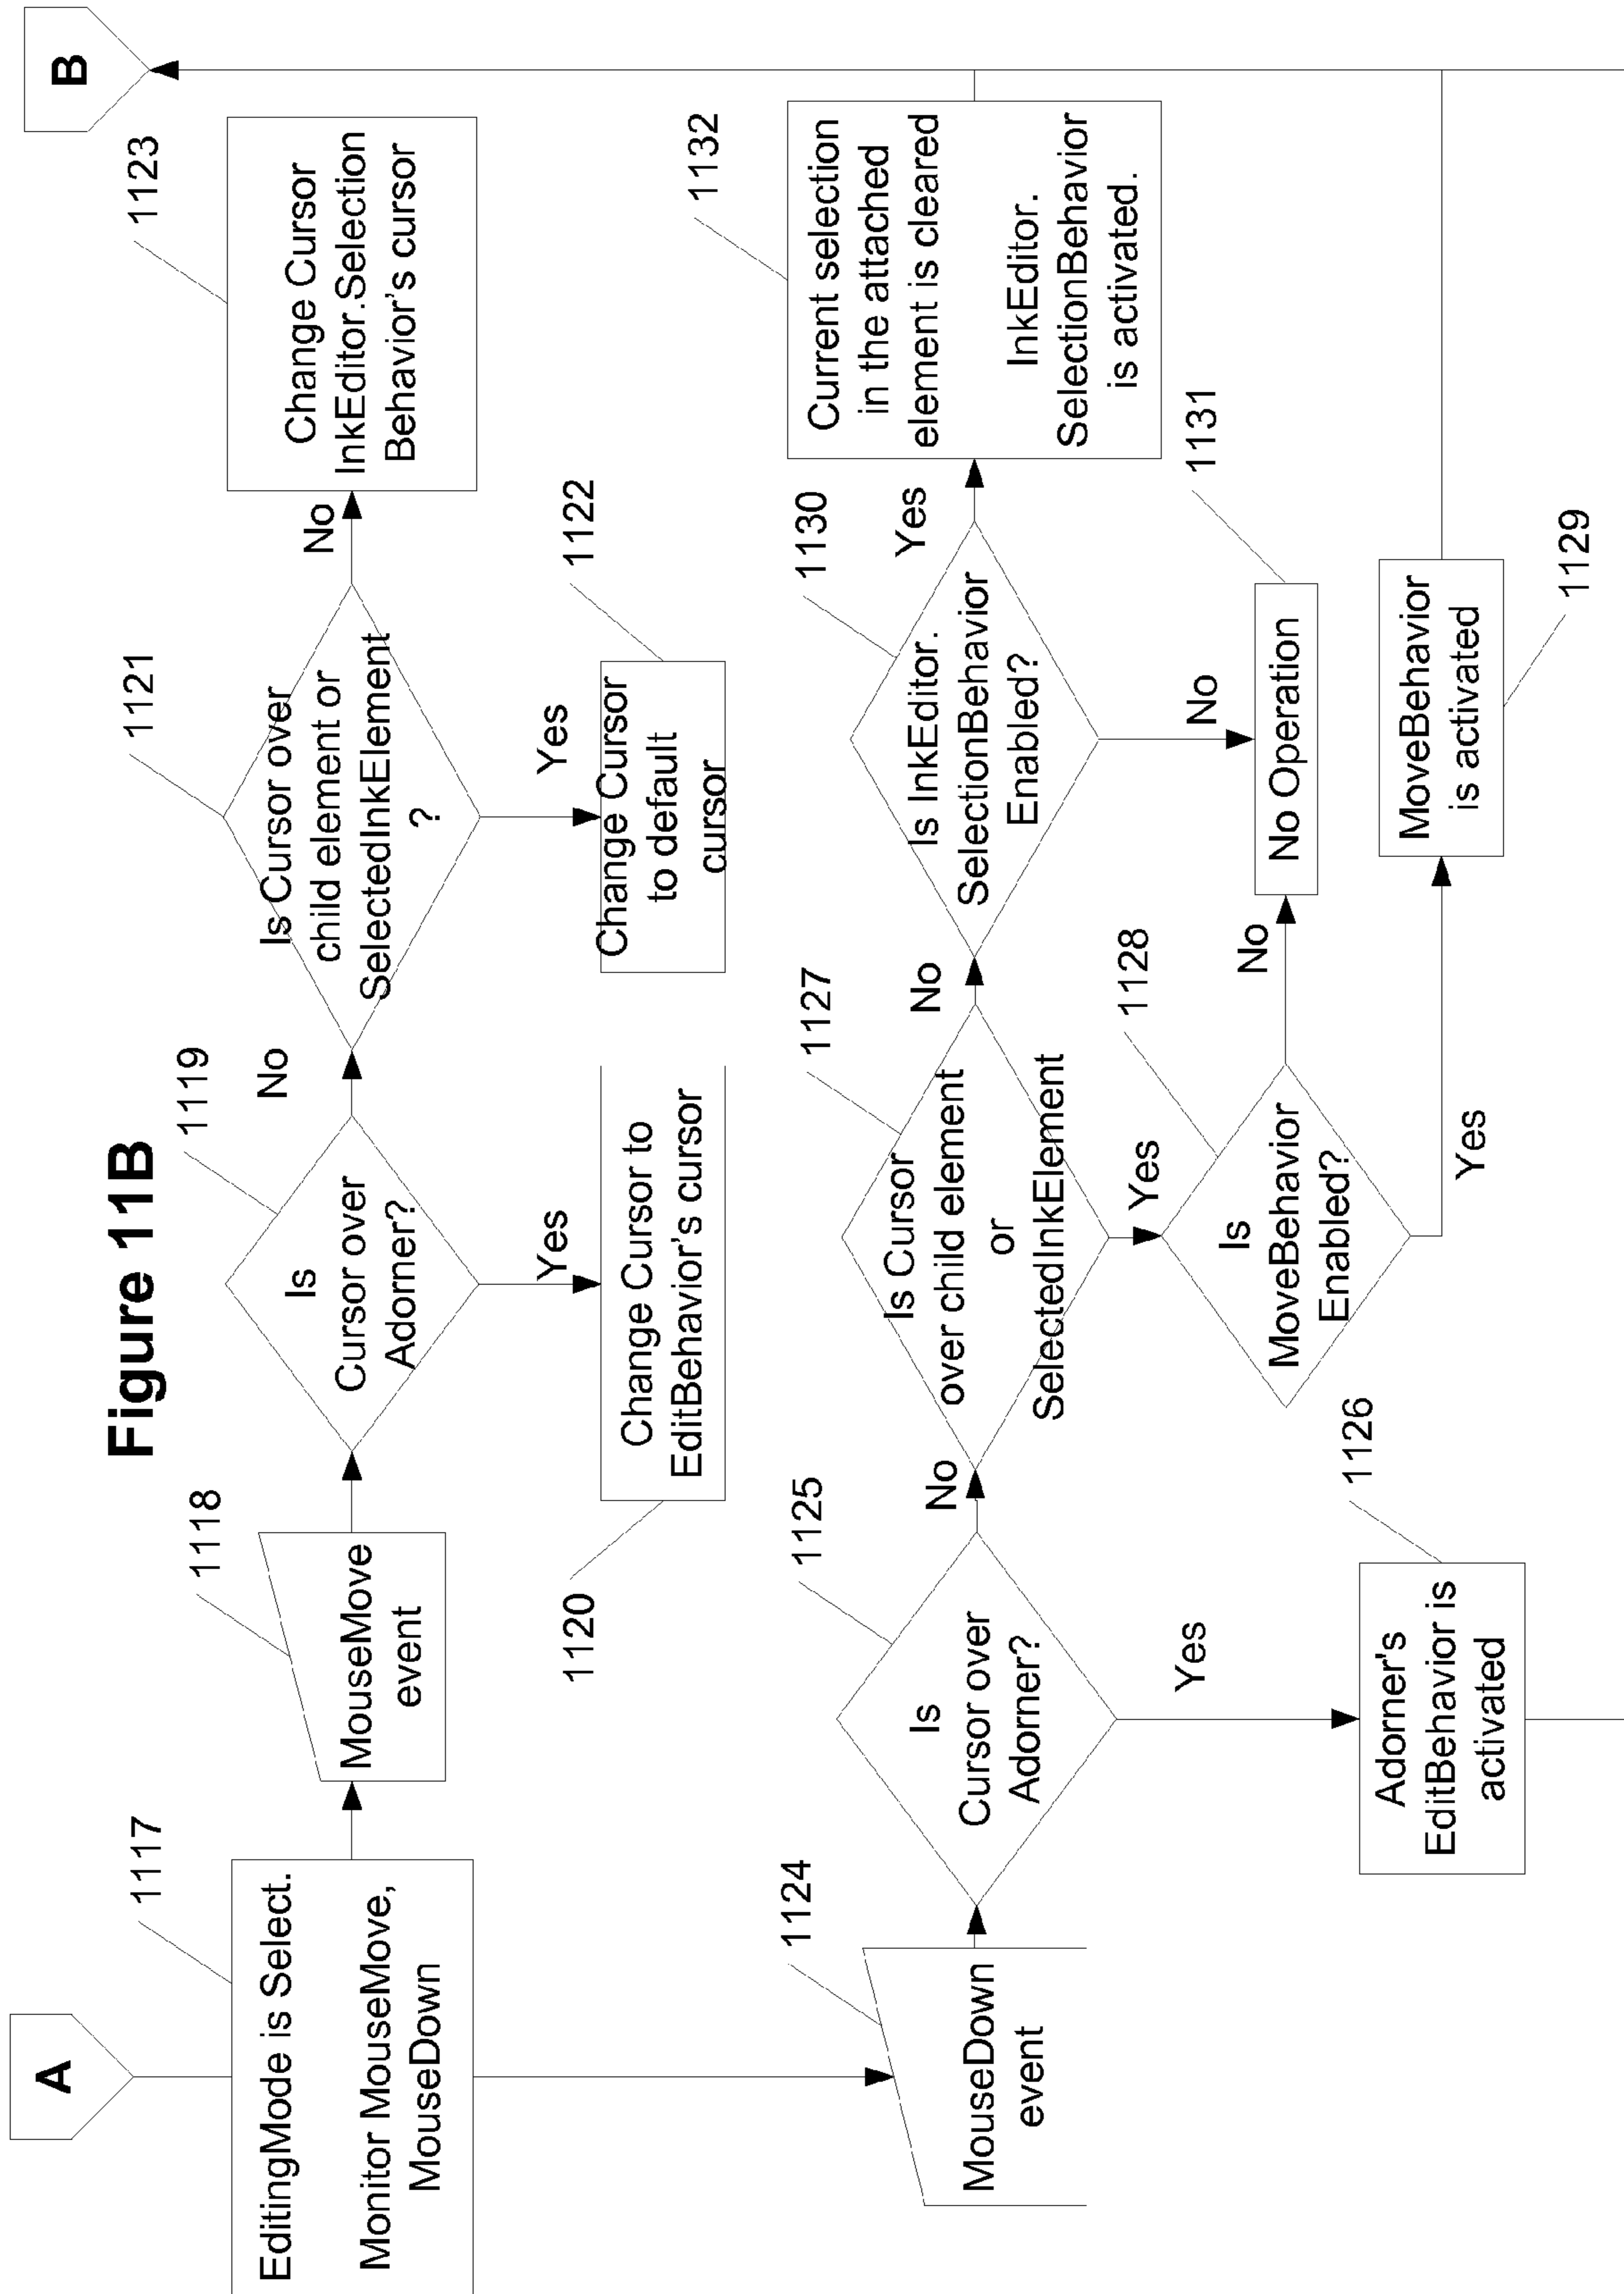 Figure 11B
A
B
EditingMode is Select.
Monitor MouseMove,
MouseDown
1117
MouseMove
event
1118
Is
Cursor over
Adorner?
1119
No
Yes
Change Cursor to
EditBehavior's cursor
1120
Is Cursor over
child element or
SelectedInkElement
?
1121
No
Yes
Change Cursor
to default
cursor
1122
Change Cursor
InkEditor.Selection
Behavior's cursor
1123
MouseDown
event
1124
Is
Cursor over
Adorner?
1125
No
Yes
Adorner's
EditBehavior is
activated
1126
Is Cursor
over child element
or
SelectedInkElement
1127
No
Yes
Is
MoveBehavior
Enabled?
1128
No
Yes
MoveBehavior
is activated
1129
Is InkEditor.
SelectionBehavior
Enabled?
1130
Yes
No
No Operation
1131
Current selection
in the attached
element is cleared
InkEditor.
SelectionBehavior
is activated.
1132